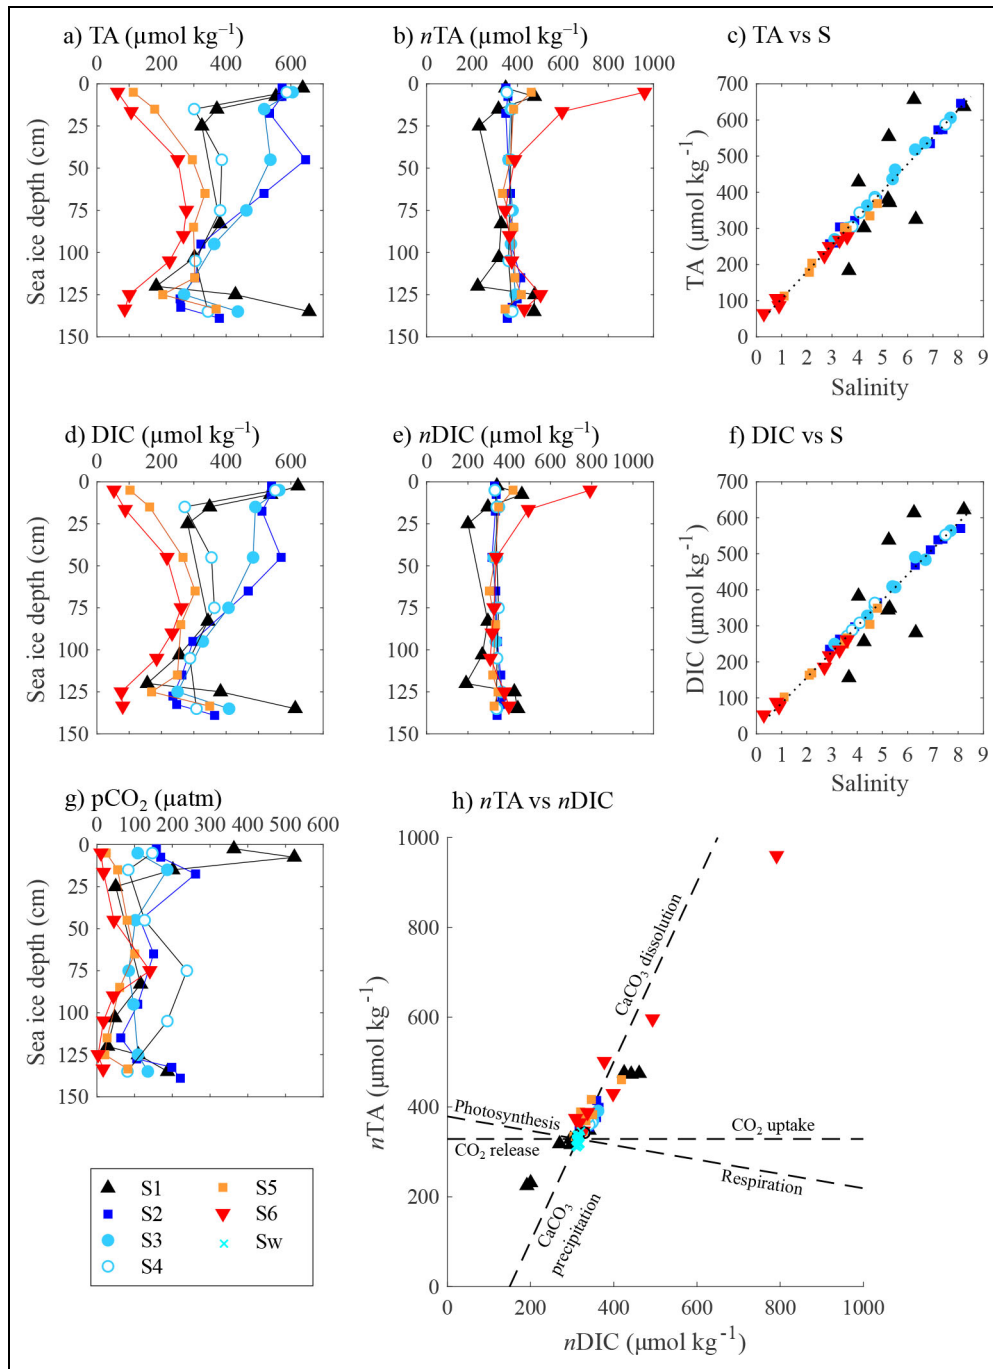 a) TA (µmol kg⁻¹)
0 200 400 600
0
25
50
75
100
125
150
Sea ice depth (cm)
b) nTA (µmol kg⁻¹)
0 200 400 600 800 1000
0
25
50
75
100
125
150
c) TA vs S
700
600
500
400
300
200
100
0
TA (µmol kg⁻¹)
0 1 2 3 4 5 6 7 8 9
Salinity
d) DIC (µmol kg⁻¹)
0 200 400 600
0
25
50
75
100
125
150
Sea ice depth (cm)
e) nDIC (µmol kg⁻¹)
0 200 400 600 800 1000
0
25
50
75
100
125
150
f) DIC vs S
700
600
500
400
300
200
100
0
DIC (µmol kg⁻¹)
0 1 2 3 4 5 6 7 8 9
Salinity
g) pCO₂ (µatm)
0 100 200 300 400 500 600
0
25
50
75
100
125
150
Sea ice depth (cm)
h) nTA vs nDIC
1000
800
600
400
200
0
nTA (µmol kg⁻¹)
CaCO₃ dissolution
Photosynthesis
CO₂ uptake
CO₂ release
Respiration
CaCO₃
precipitation
0 200 400 600 800 1000
nDIC (µmol kg⁻¹)
S1
S2
S3
S4
S5
S6
Sw